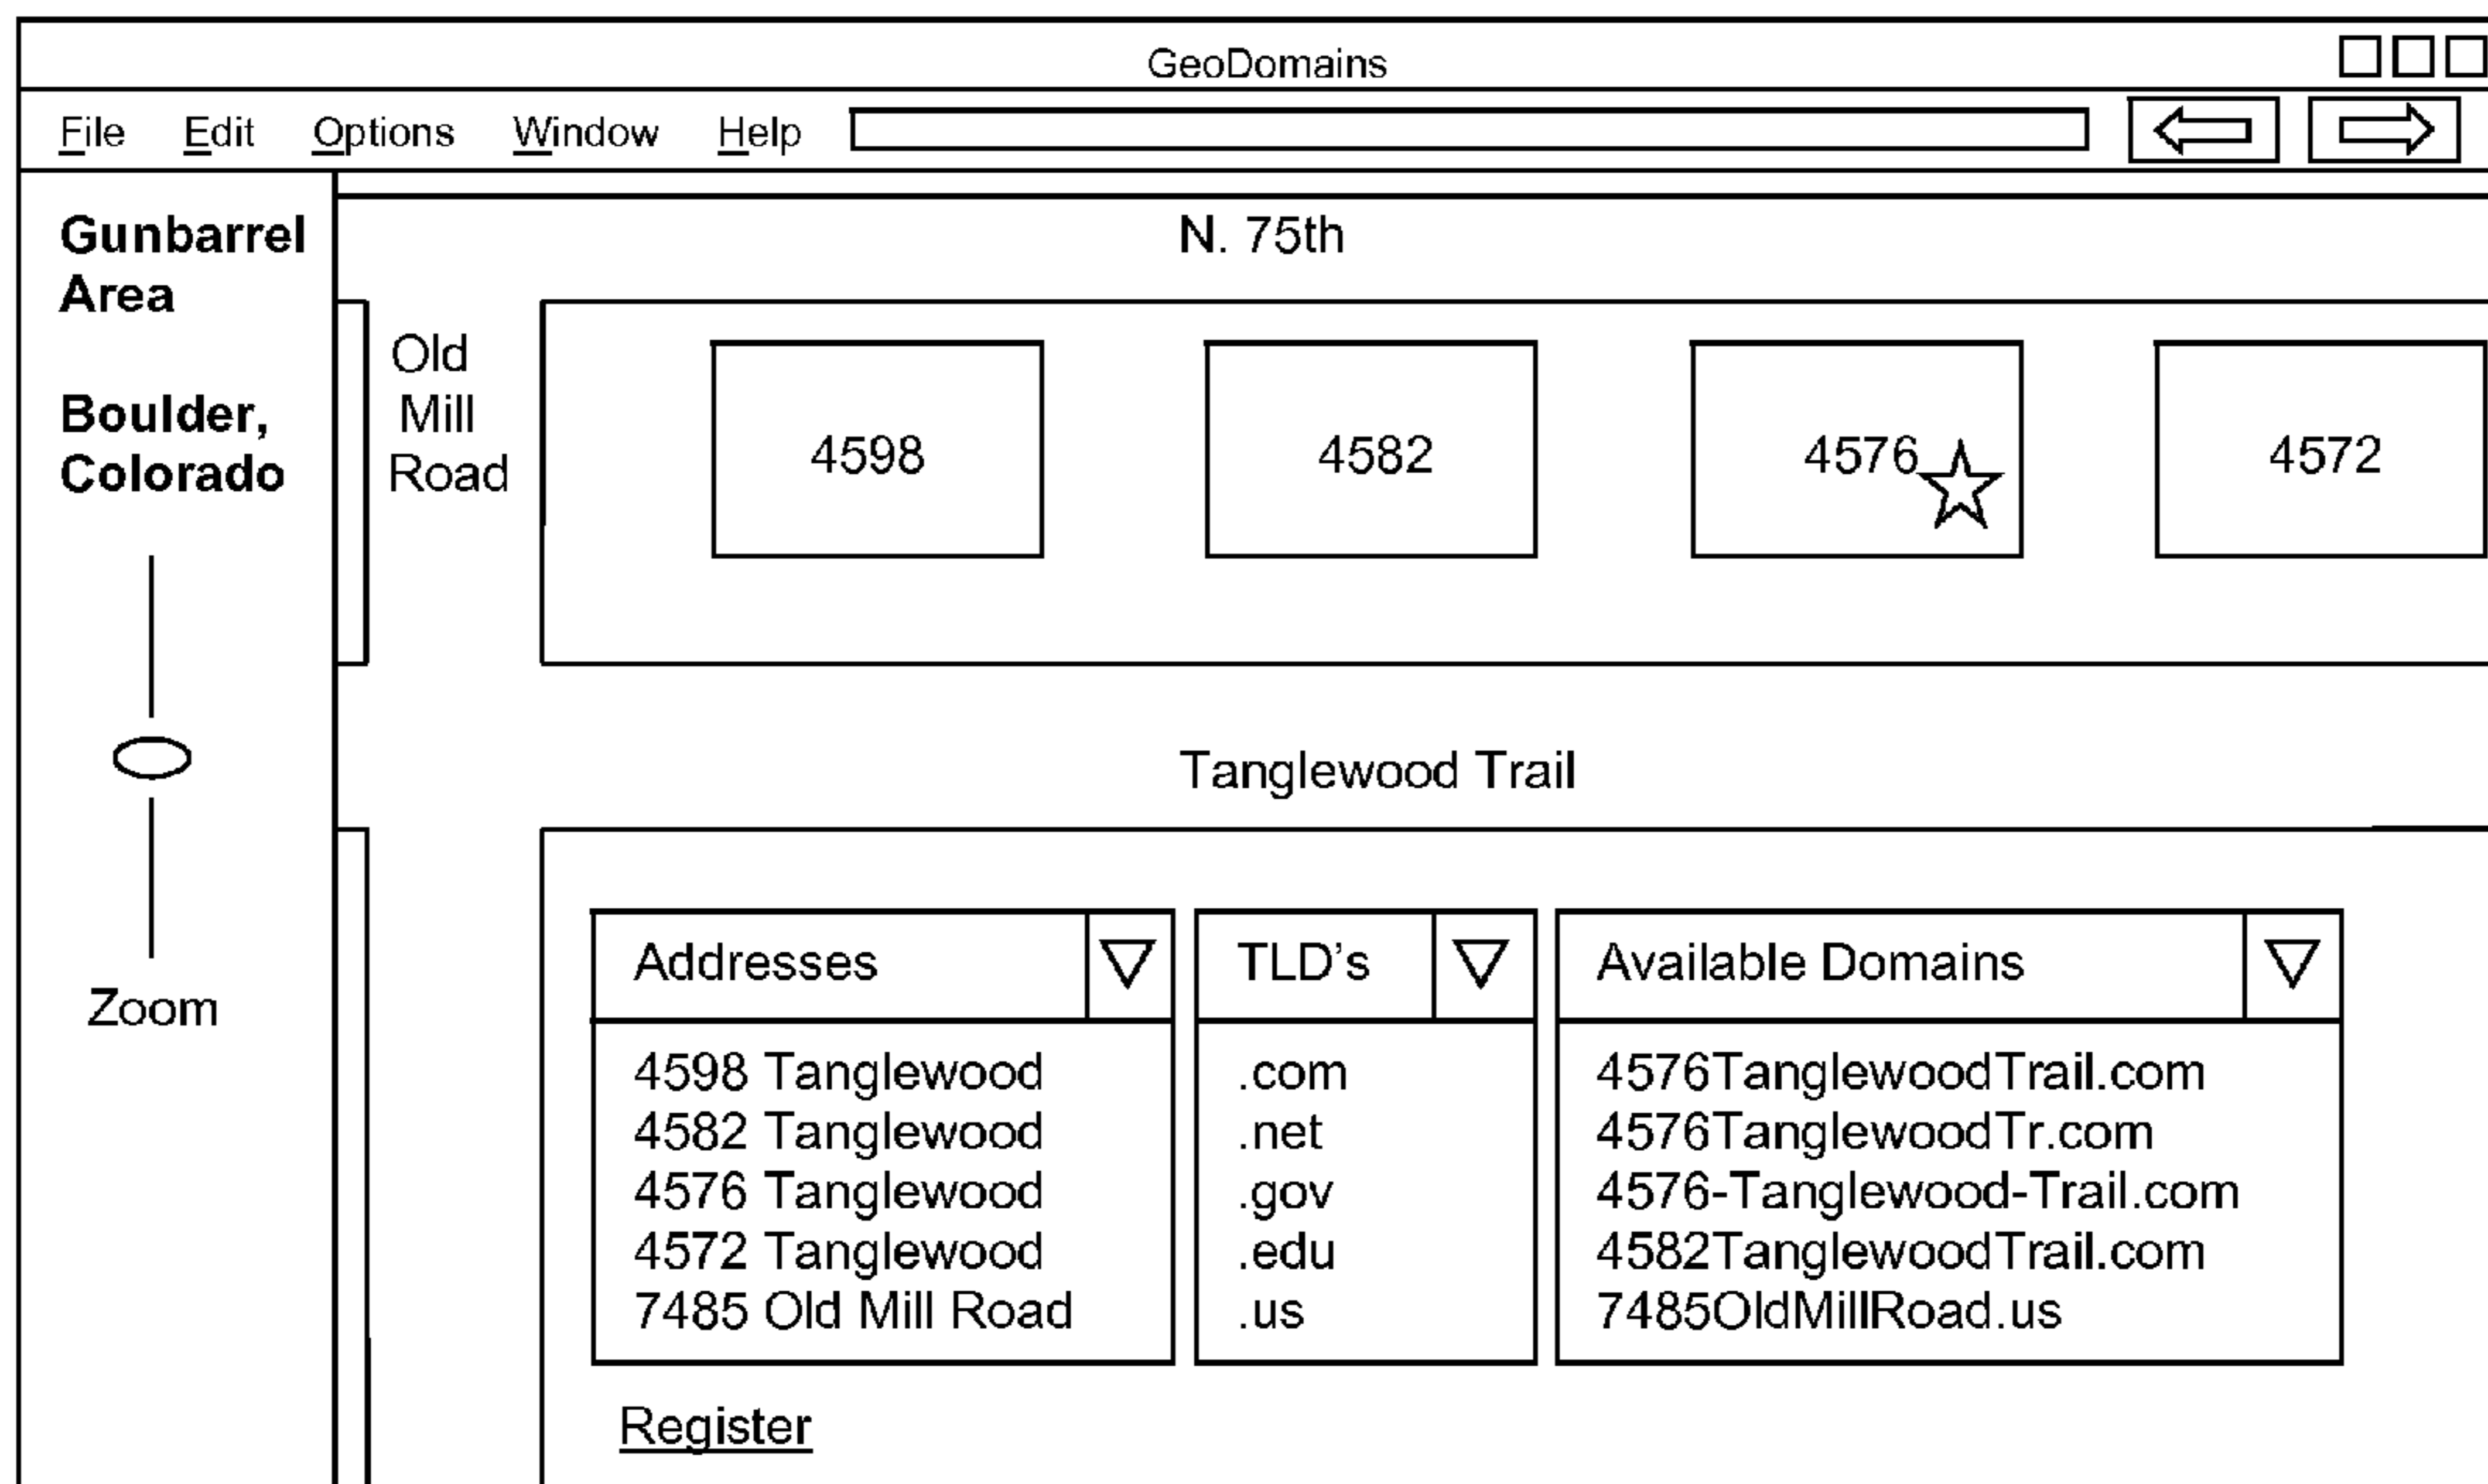 GeoDomains
File Edit Options Window Help
Gunbarrel
Area
Boulder,
Colorado
Zoom
N. 75th
Old
Mill
Road
4598 4582 4576 4572
Tanglewood Trail
Addresses
4598 Tanglewood
4582 Tanglewood
4576 Tanglewood
4572 Tanglewood
7485 Old Mill Road
TLD's
.com
.net
.gov
.edu
.us
Available Domains
4576TanglewoodTrail.com
4576TanglewoodTr.com
4576-Tanglewood-Trail.com
4582TanglewoodTrail.com
7485OldMillRoad.us
Register